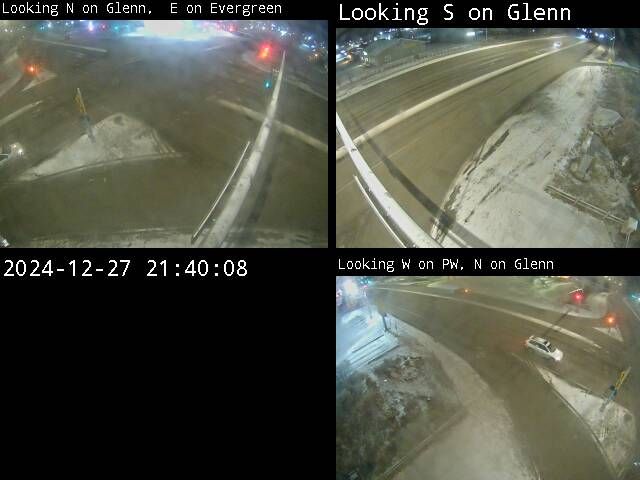 Looking N on Glenn,  E on Evergreen
Looking S on Glenn
2024-12-27 21:40:08
Looking W on PW, N on Glenn